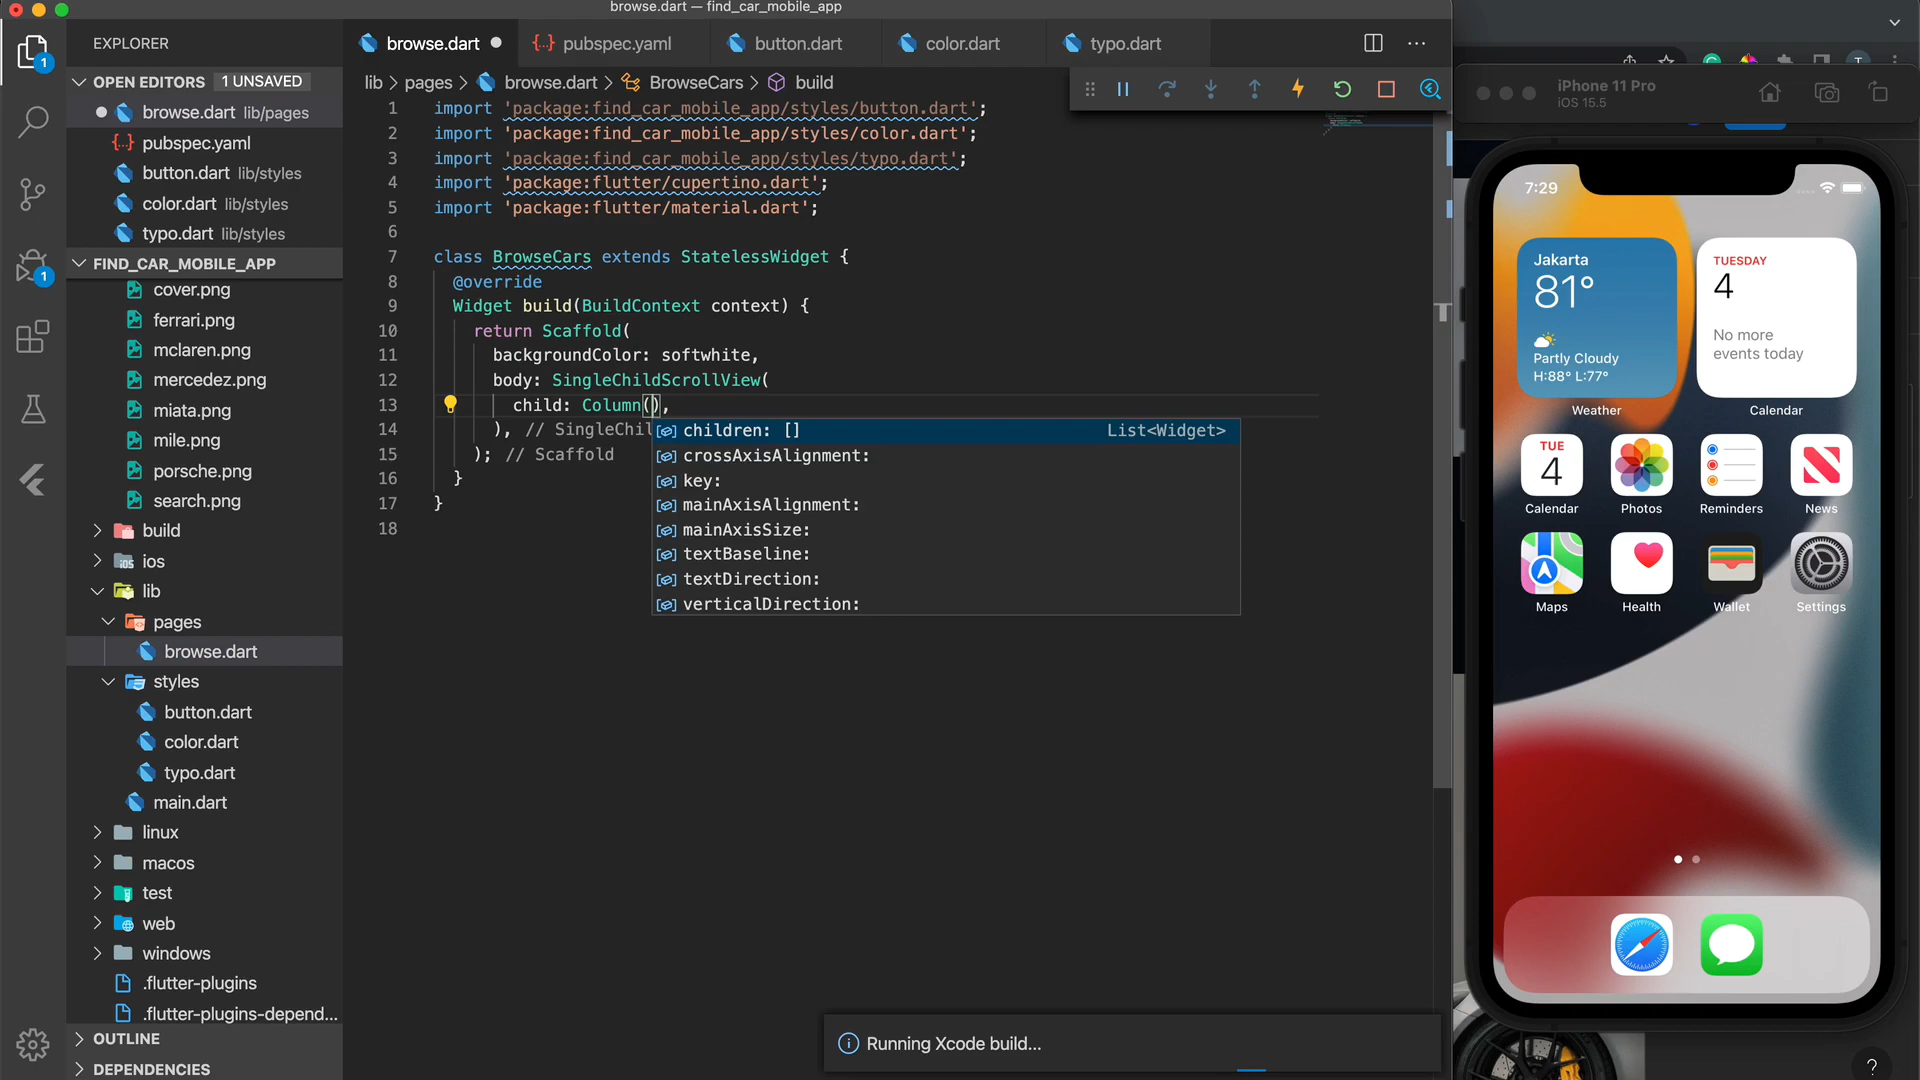 browse.dart — find_car_mobile_app
EXPLORER
OPEN EDITORS 1 UNSAVED
browse.dart lib/pages
pubspec.yaml
button.dart lib/styles
color.dart lib/styles
typo.dart lib/styles
FIND_CAR_MOBILE_APP
cover.png
ferrari.png
mclaren.png
mercedez.png
miata.png
mile.png
porsche.png
search.png
build
ios
lib
pages
browse.dart
styles
button.dart
color.dart
typo.dart
main.dart
linux
macos
test
web
windows
.flutter-plugins
.flutter-plugins-depend...
OUTLINE
DEPENDENCIES
1
1
browse.dart pubspec.yaml button.dart color.dart typo.dart
lib > pages > browse.dart > BrowseCars > build
1 import 'package:find_car_mobile_app/styles/button.dart';
2 import 'package:find_car_mobile_app/styles/color.dart';
3 import 'package:find_car_mobile_app/styles/typo.dart';
4 import 'package:flutter/cupertino.dart';
5 import 'package:flutter/material.dart';
6
7 class BrowseCars extends StatelessWidget {
8 @override
9 Widget build(BuildContext context) {
10 return Scaffold(
11 backgroundColor: softwhite,
12 body: SingleChildScrollView(
13 child: Column(),
14 ), // SingleChil
15 ); // Scaffold
16 }
17 }
18
children: [] List<Widget>
crossAxisAlignment:
key:
mainAxisAlignment:
mainAxisSize:
textBaseline:
textDirection:
verticalDirection:
Running Xcode build...
iPhone 11 Pro
iOS 15.5
7:29
Jakarta
81°
Partly Cloudy
H:88° L:77°
Weather
TUESDAY
4
No more
events today
Calendar
TUE
4
Calendar Photos Reminders News
Maps Health Wallet Settings
?